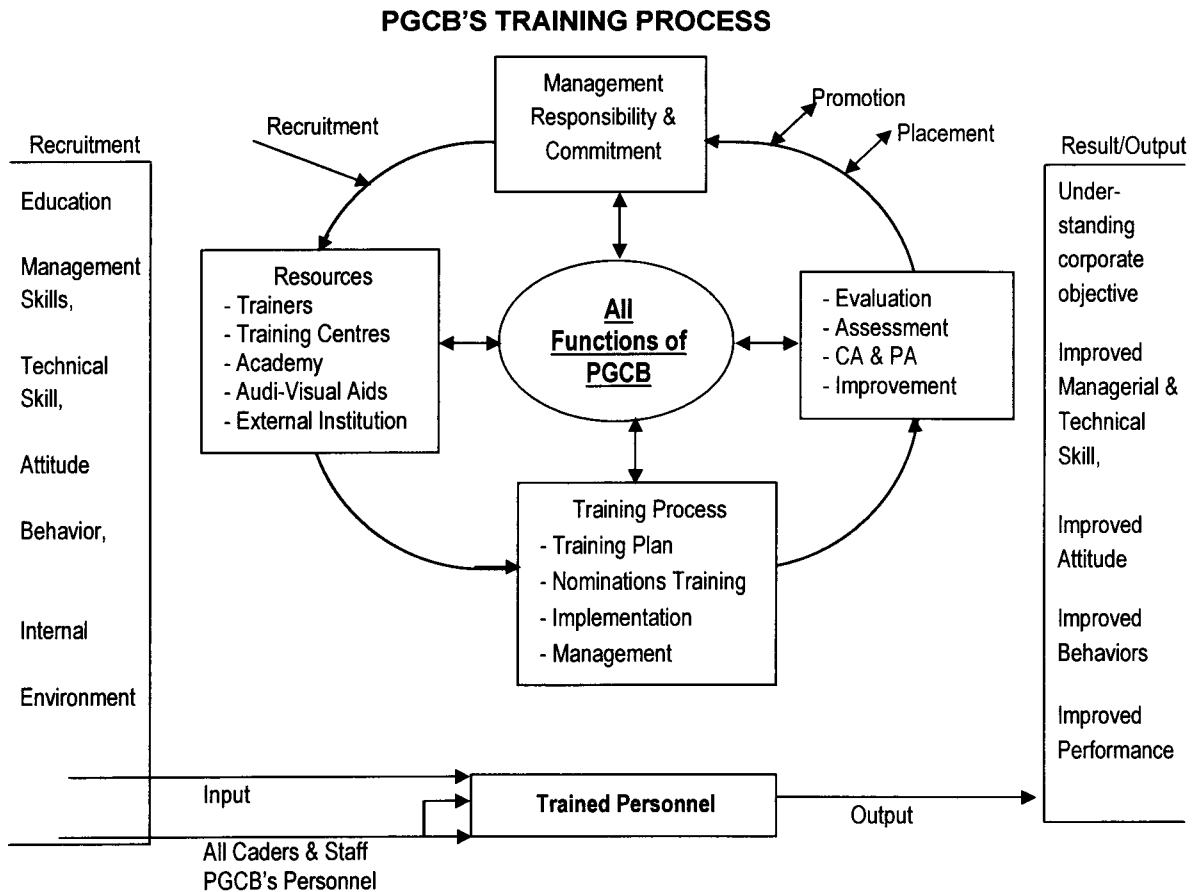 PGCB'S TRAINING PROCESS
Management
Responsibility &
Commitment
Promotion
Placement
Recruitment
Recruitment
Education
Management
Skills,
Technical
Skill,
Attitude
Behavior,
Internal
Environment
Resources
- Trainers
- Training Centres
- Academy
- Audi-Visual Aids
- External Institution
All
Functions of
PGCB
- Evaluation
- Assessment
- CA & PA
- Improvement
Training Process
- Training Plan
- Nominations Training
- Implementation
- Management
Result/Output
Under-
standing
corporate
objective
Improved
Managerial &
Technical
Skill,
Improved
Attitude
Improved
Behaviors
Improved
Performance
Input
Trained Personnel
Output
All Caders & Staff
PGCB's Personnel